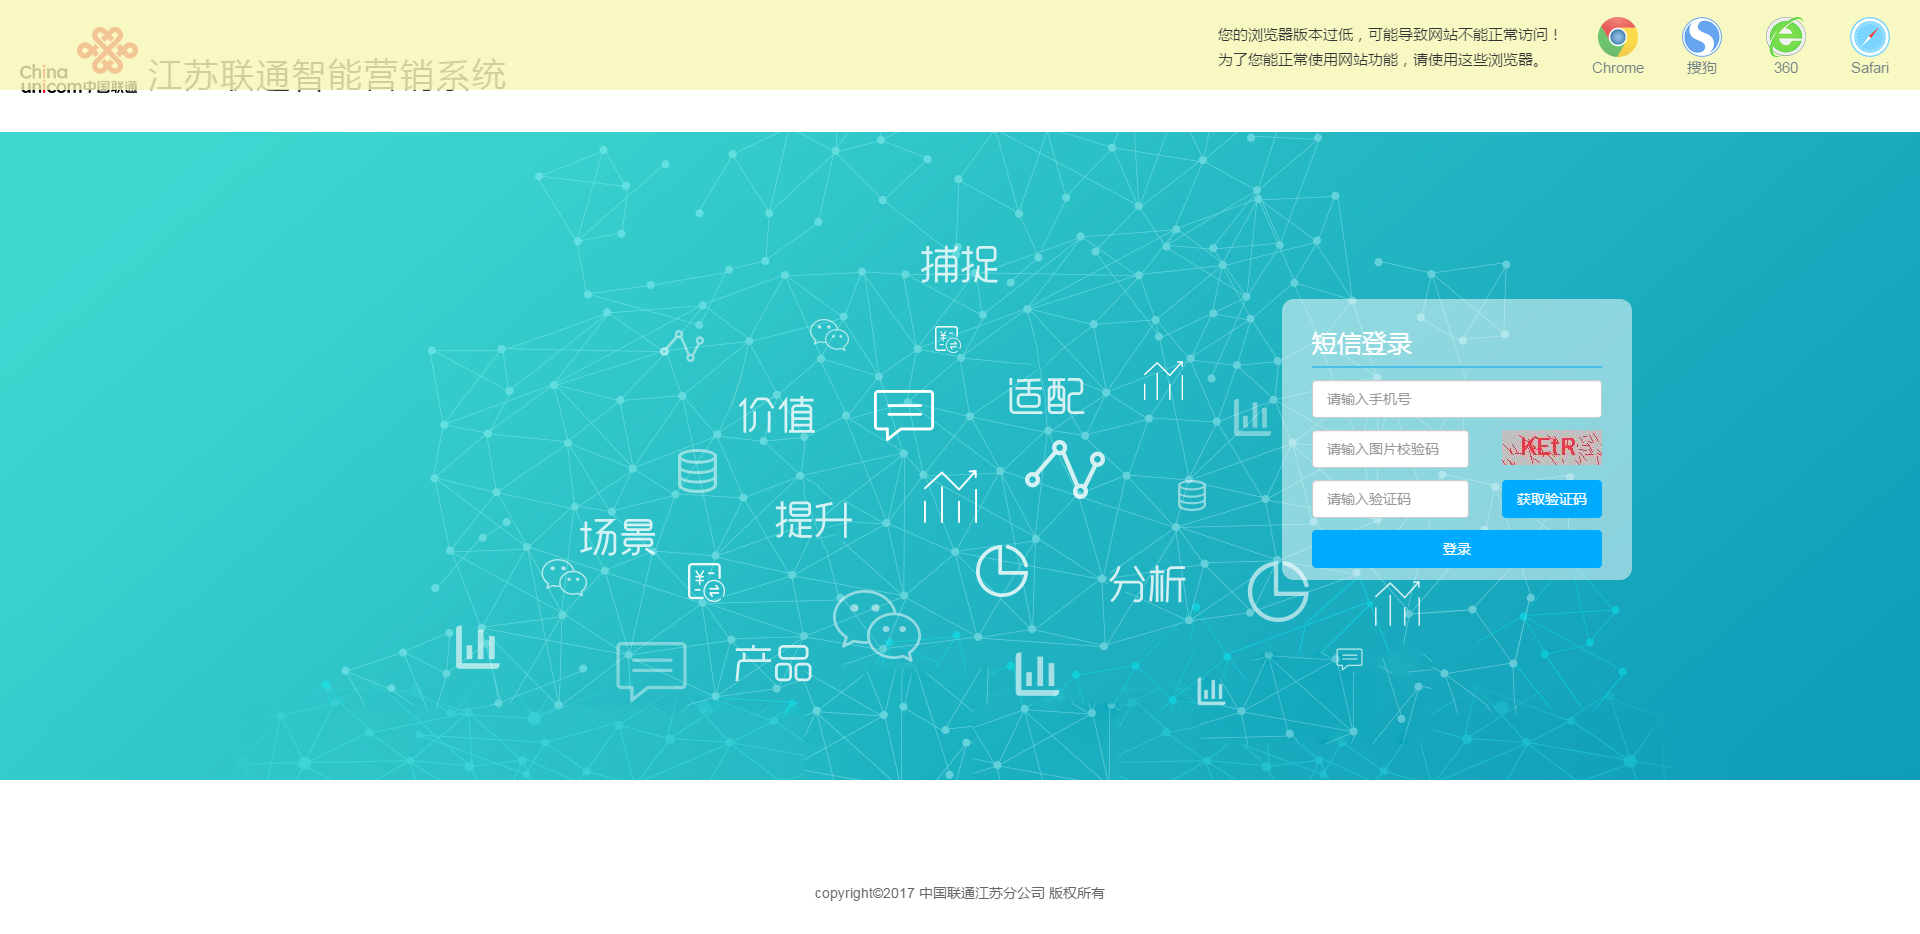 China
unicom中国联通
江苏联通智能营销系统
您的浏览器版本过低，可能导致网站不能正常访问！
为了您能正常使用网站功能，请使用这些浏览器。
Chrome
搜狗
360
Safari
捕捉
价值
适配
场景
提升
分析
产品
短信登录
请输入手机号
请输入图片校验码
KEtR
请输入验证码
获取验证码
登录
copyright©2017 中国联通江苏分公司 版权所有